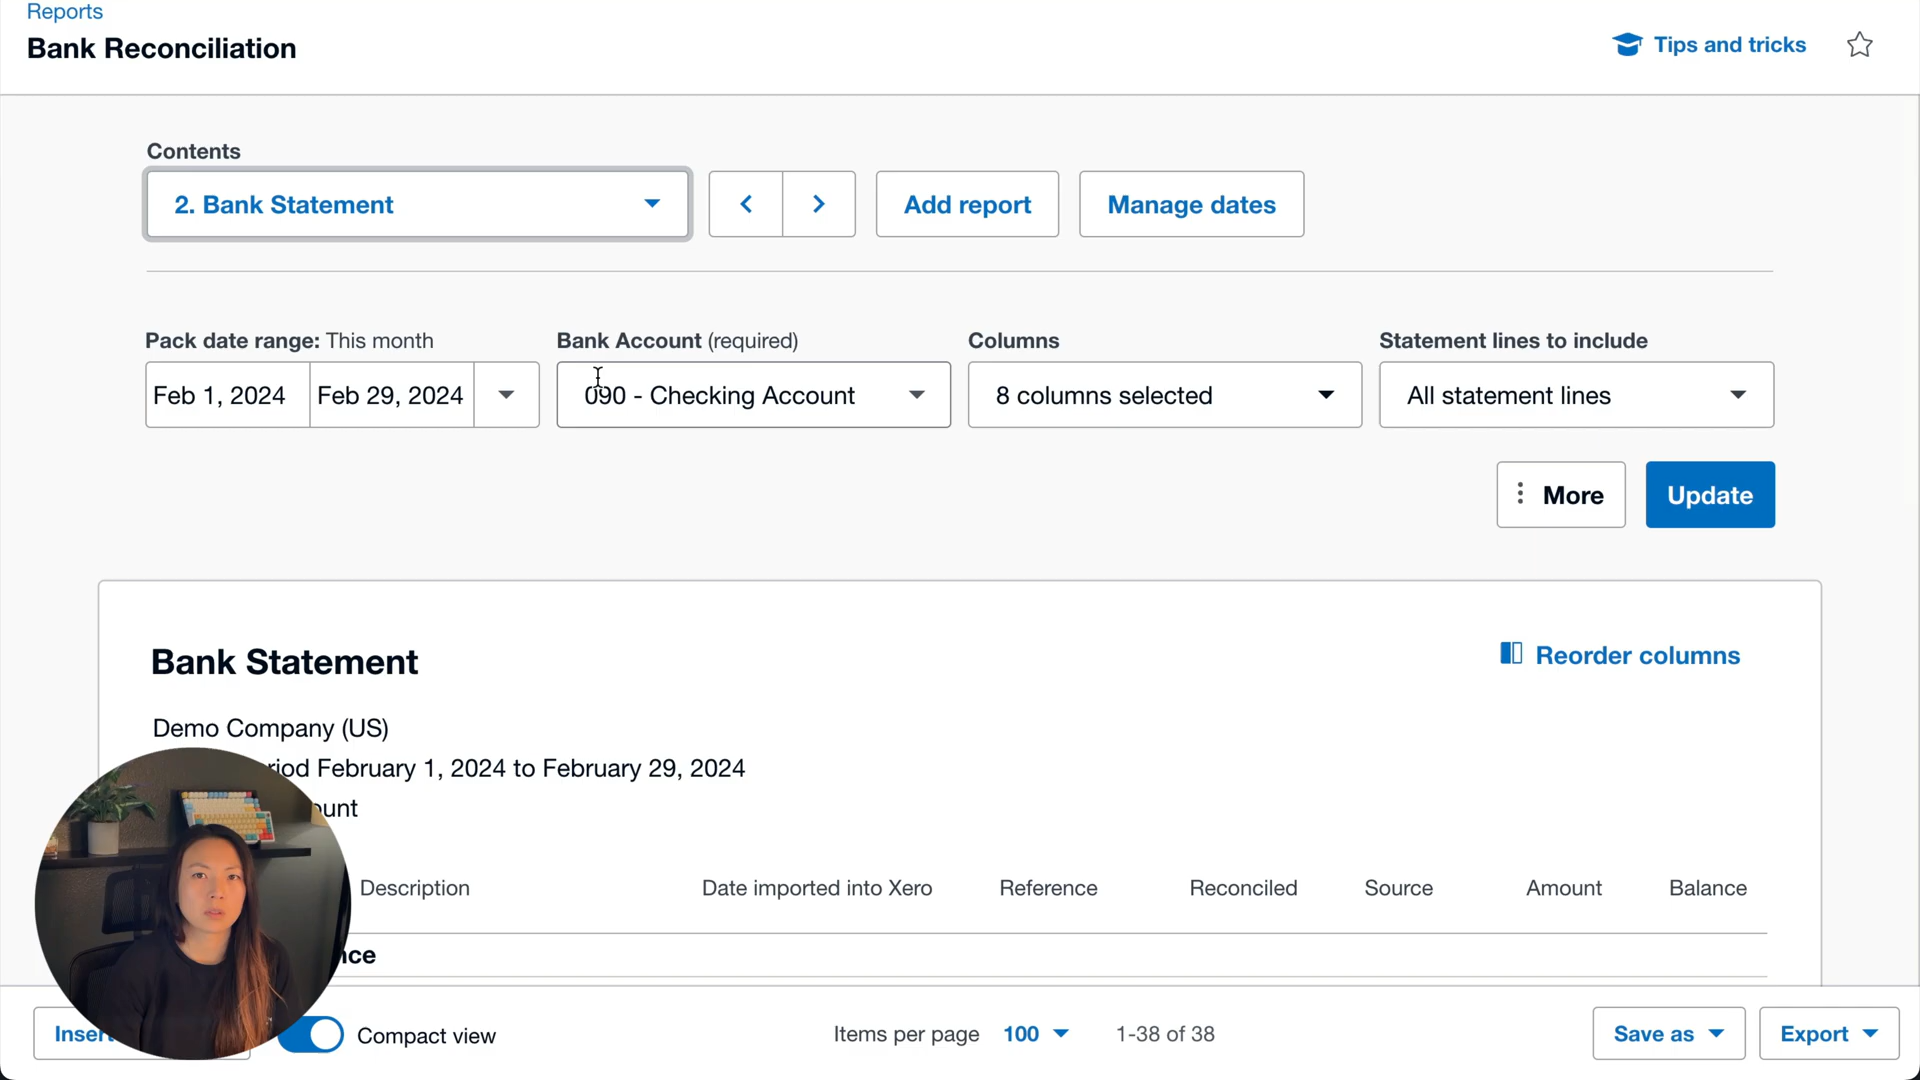 Reports
Bank Reconciliation
Tips and tricks
Contents
2. Bank Statement
Add report
Manage dates
Pack date range: This month
Bank Account (required)
Columns
Statement lines to include
Feb 1, 2024
Feb 29, 2024
090 - Checking Account
8 columns selected
All statement lines
More
Update
Bank Statement
Reorder columns
Demo Company (US)
February 1, 2024 to February 29, 2024
Description
Date imported into Xero
Reference
Reconciled
Source
Amount
Balance
Insert
Compact view
Items per page
100
1-38 of 38
Save as
Export